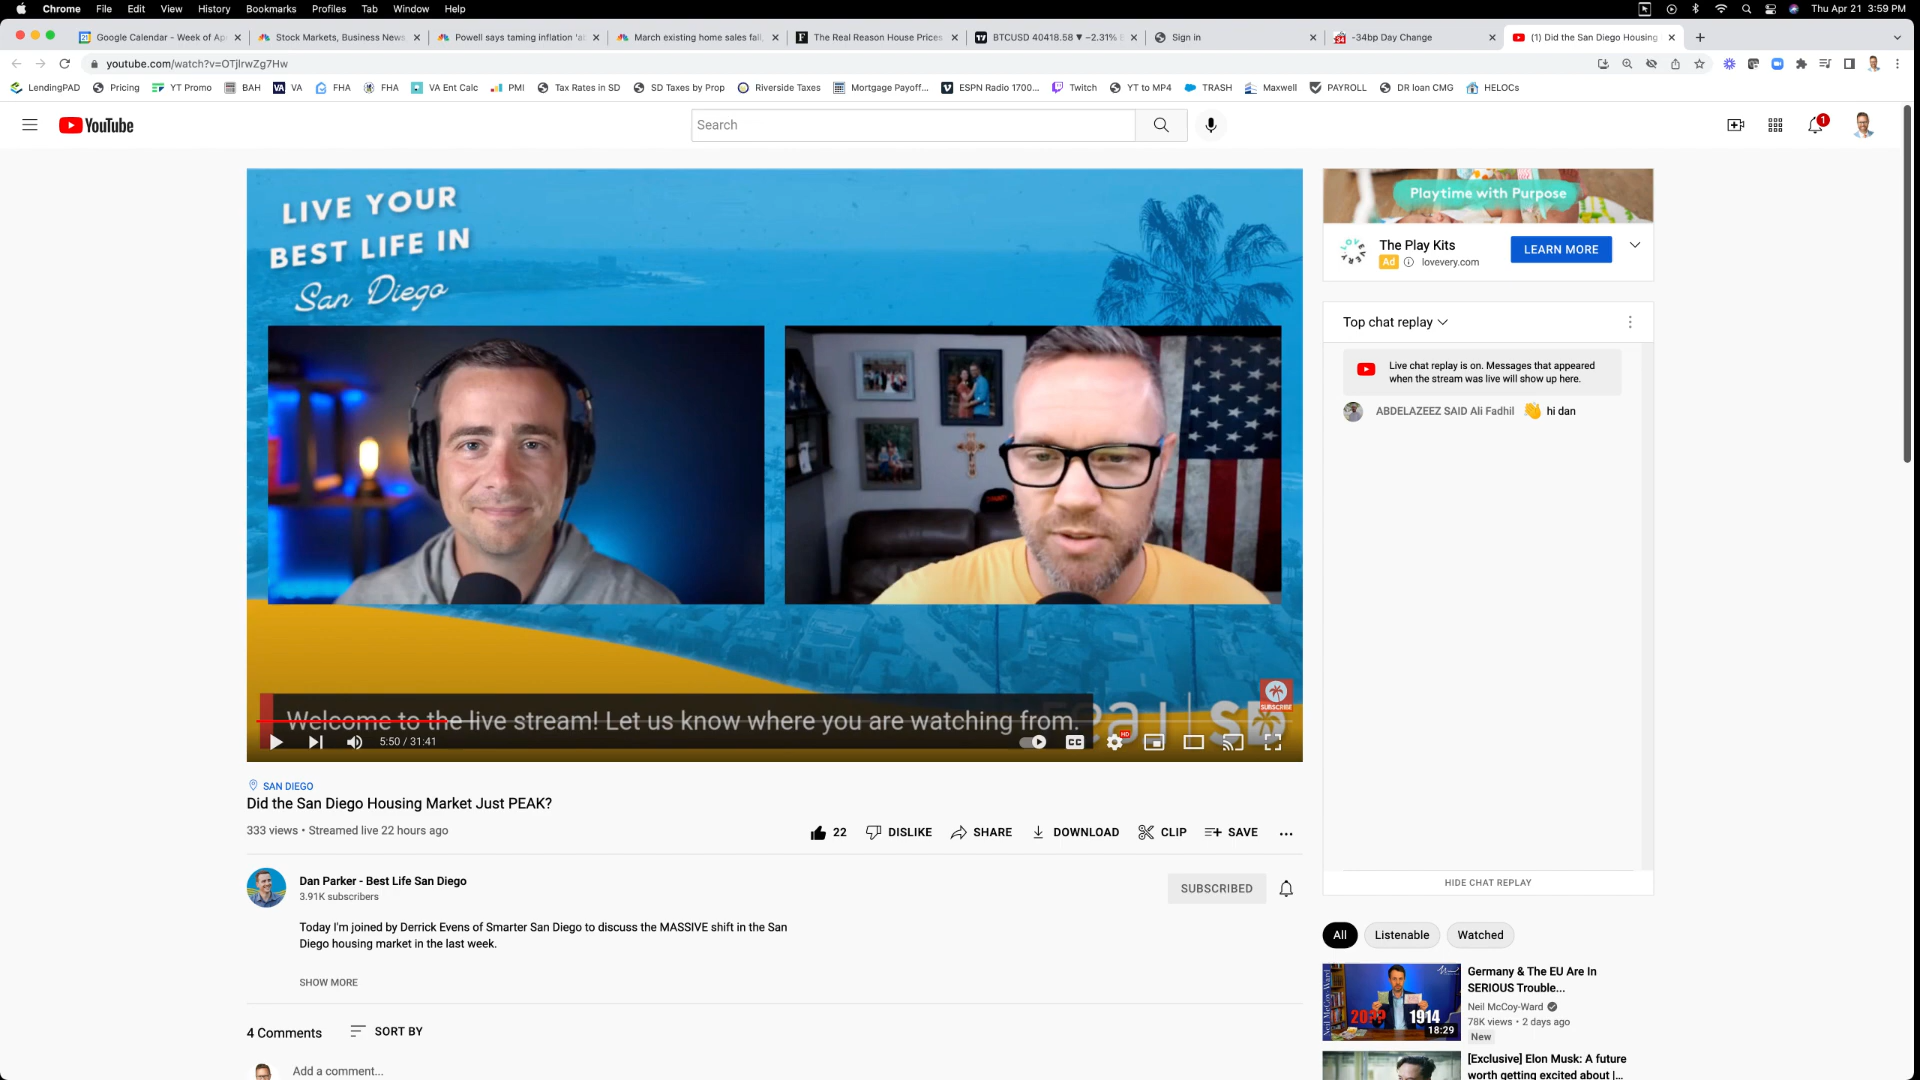 Chrome File Edit View History Bookmarks Profiles Tab Window Help Thu Apr 21 3:59 PM
Google Calendar - Week of Ap Stock Markets, Business News Powell says taming inflation 'a March existing home sales fall, The Real Reason House Prices BTCUSD 40418.58 ▼ −2.31% Sign in -34bp Day Change (1) Did the San Diego Housing
youtube.com/watch?v=OTjlrwZg7Hw
LendingPAD Pricing YT Promo BAH VA VA FHA FHA VA Ent Calc PMI Tax Rates in SD SD Taxes by Prop Riverside Taxes Mortgage Payoff... ESPN Radio 1700... Twitch YT to MP4 TRASH Maxwell PAYROLL DR loan CMG HELOCs
YouTube
Search
1
LIVE YOUR
BEST LIFE IN
San Diego
SUBSCRIBE
Welcome to the live stream! Let us know where you are watching from.
5:50 / 31:41
CC
HD
Playtime with Purpose
LOVEVERY
The Play Kits
Ad lovevery.com
LEARN MORE
Top chat replay
Live chat replay is on. Messages that appeared
when the stream was live will show up here.
ABDELAZEEZ SAID Ali Fadhil 👋 hi dan
HIDE CHAT REPLAY
SAN DIEGO
Did the San Diego Housing Market Just PEAK?
333 views • Streamed live 22 hours ago
22 DISLIKE SHARE DOWNLOAD CLIP SAVE ...
Dan Parker - Best Life San Diego
3.91K subscribers
SUBSCRIBED
Today I'm joined by Derrick Evens of Smarter San Diego to discuss the MASSIVE shift in the San
Diego housing market in the last week.
SHOW MORE
4 Comments SORT BY
Add a comment...
All Listenable Watched
Neil McCoy-Ward
20?? 1914
18:29
Germany & The EU Are In
SERIOUS Trouble...
Neil McCoy-Ward
78K views • 2 days ago
New
[Exclusive] Elon Musk: A future
worth getting excited about |...